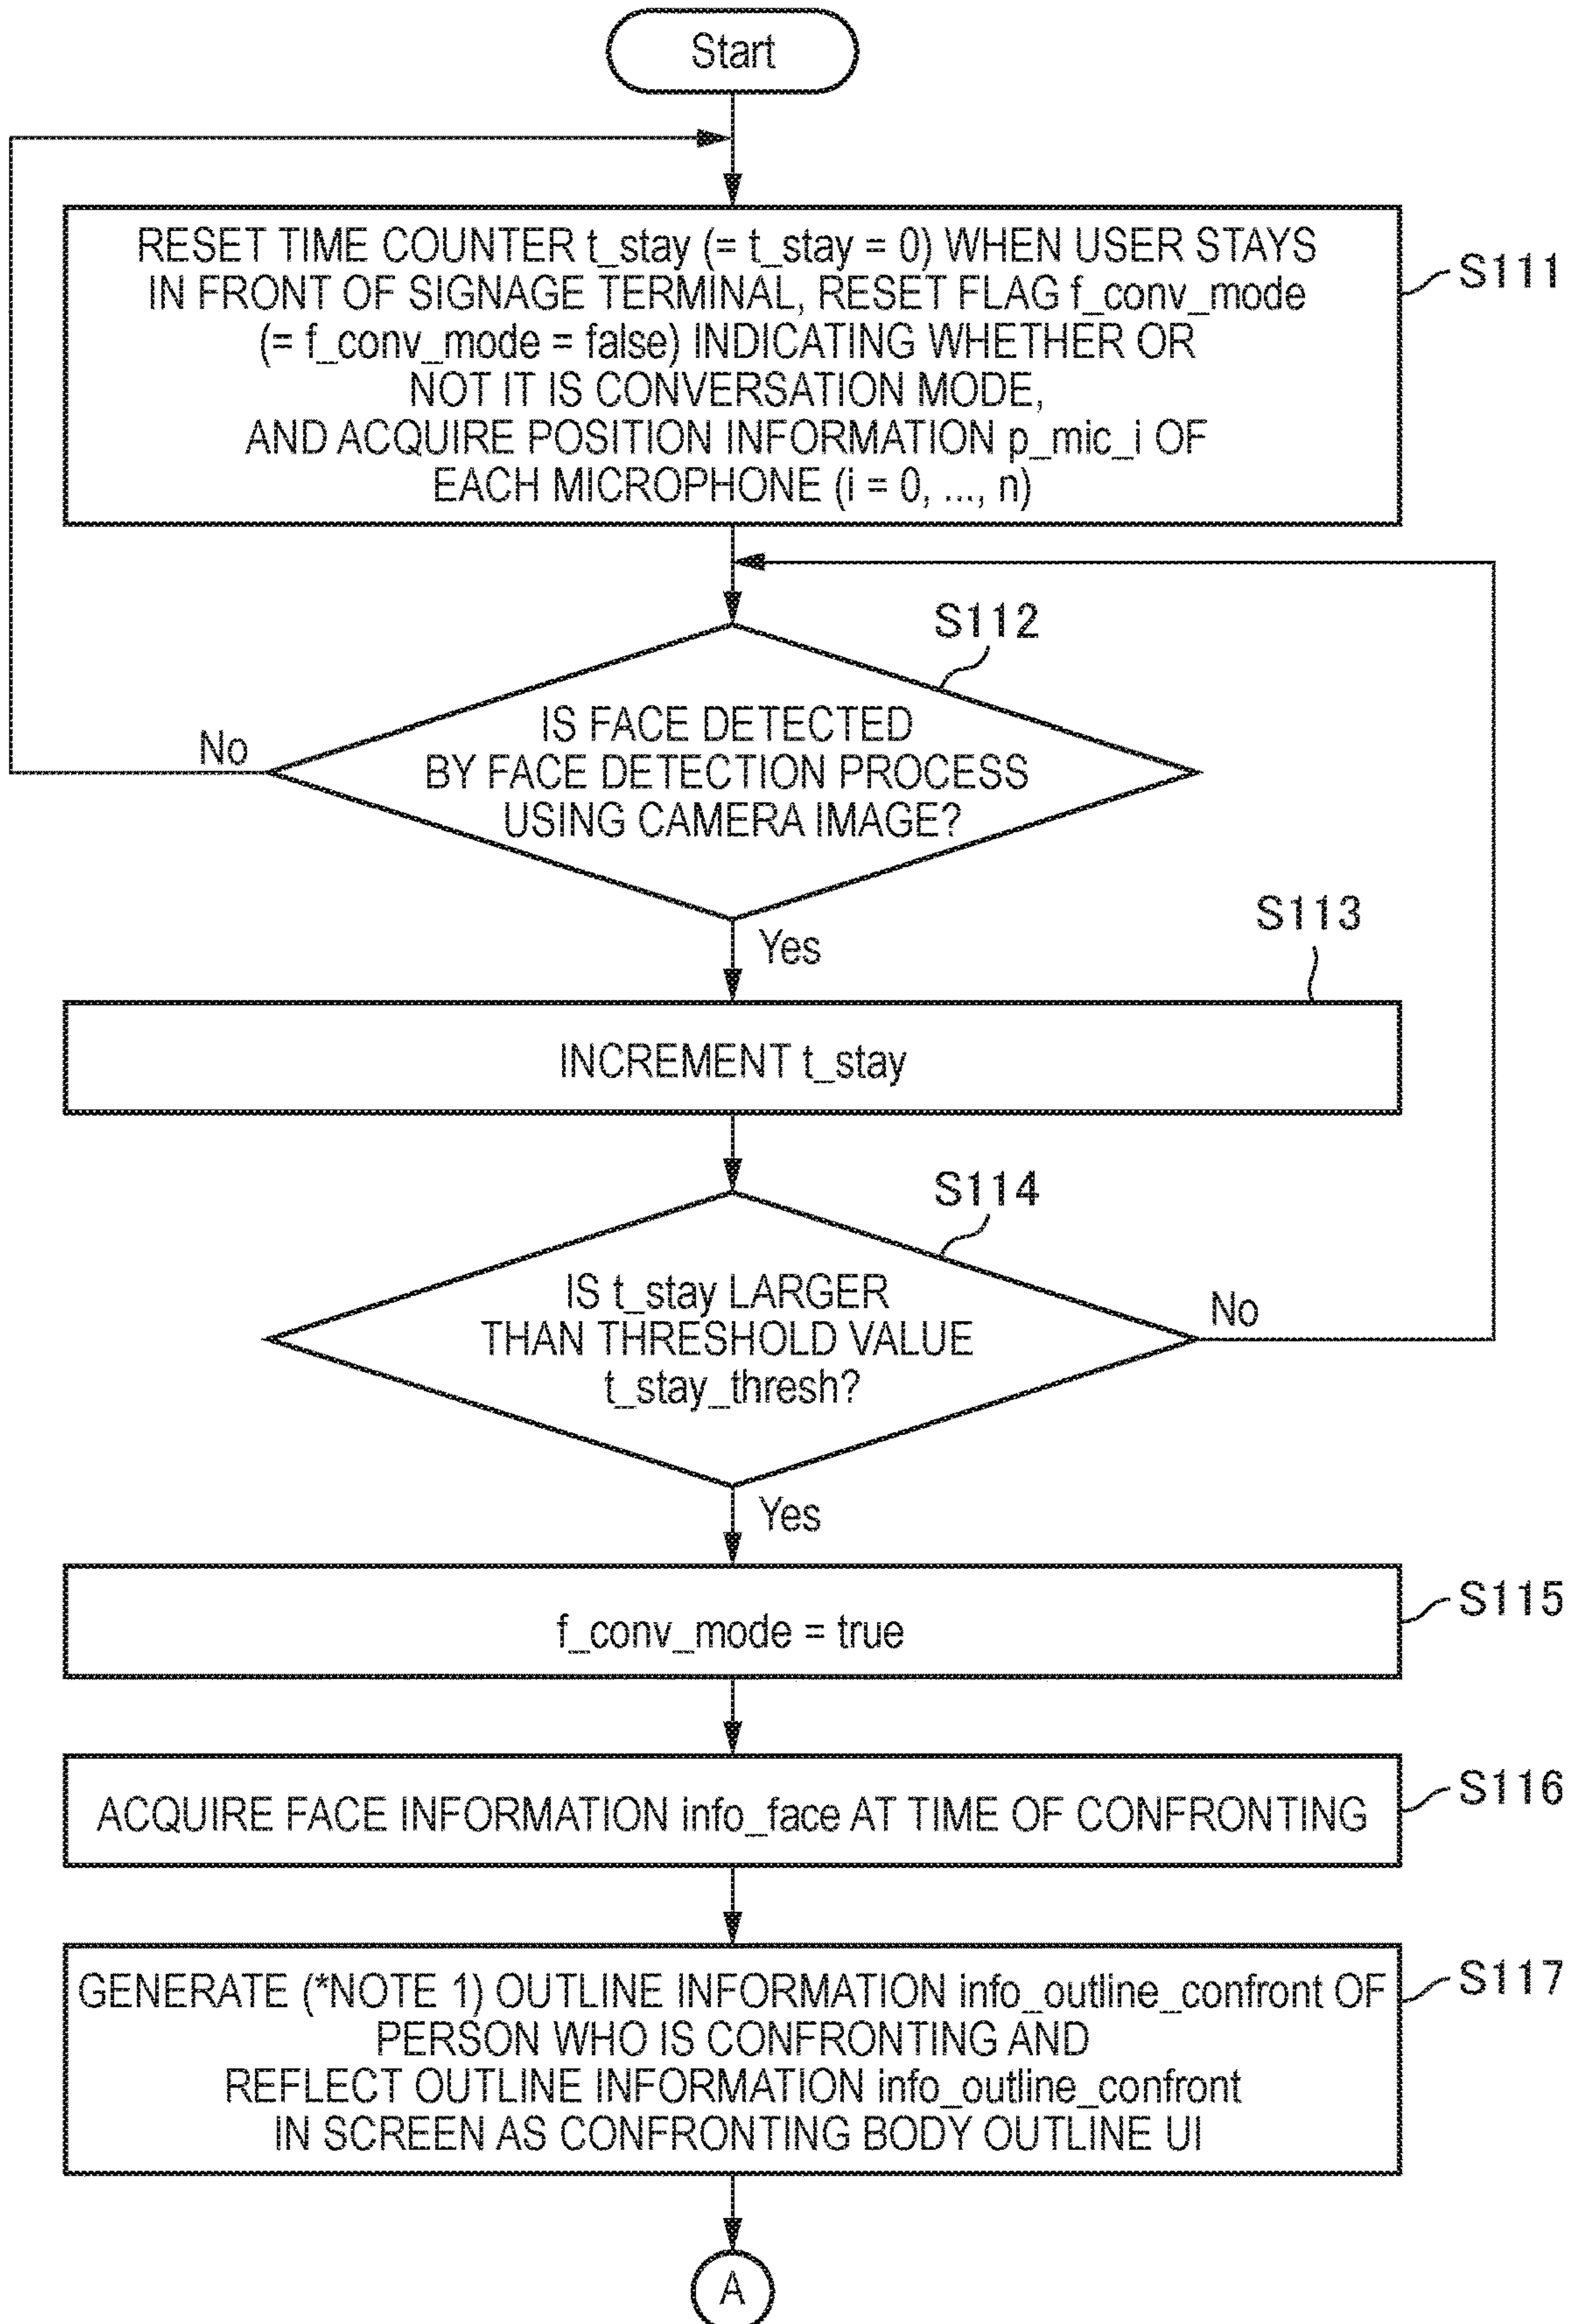 Start
RESET TIME COUNTER t_stay (= t_stay = 0) WHEN USER STAYS
IN FRONT OF SIGNAGE TERMINAL, RESET FLAG f_conv_mode
(= f_conv_mode = false) INDICATING WHETHER OR
NOT IT IS CONVERSATION MODE,
AND ACQUIRE POSITION INFORMATION p_mic_i OF
EACH MICROPHONE (i = 0, ..., n)
S111
S112
IS FACE DETECTED
BY FACE DETECTION PROCESS
USING CAMERA IMAGE?
No
Yes
S113
INCREMENT t_stay
S114
IS t_stay LARGER
THAN THRESHOLD VALUE
t_stay_thresh?
No
Yes
S115
f_conv_mode = true
S116
ACQUIRE FACE INFORMATION info_face AT TIME OF CONFRONTING
S117
GENERATE (*NOTE 1) OUTLINE INFORMATION info_outline_confront OF
PERSON WHO IS CONFRONTING AND
REFLECT OUTLINE INFORMATION info_outline_confront
IN SCREEN AS CONFRONTING BODY OUTLINE UI
A